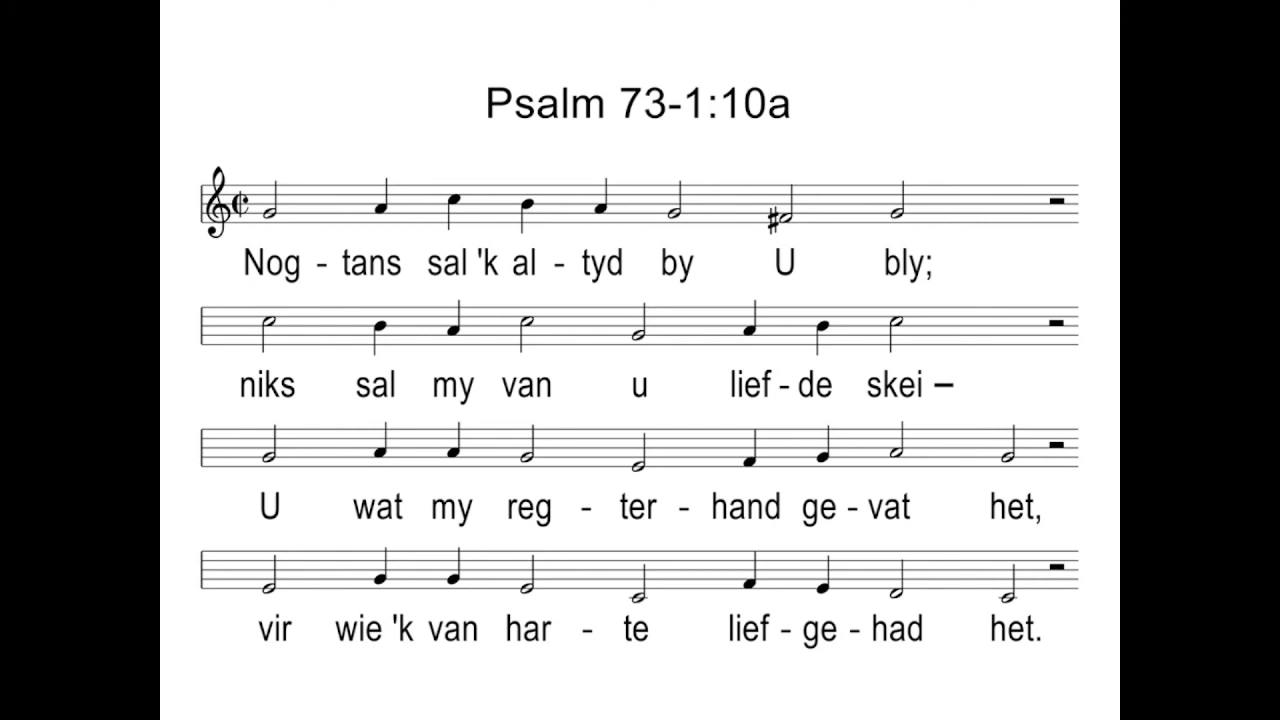 Psalm 73-1:10a
Nog - tans sal 'k al - tyd by U bly;
niks sal my van u lief - de skei –
U wat my reg - ter - hand ge - vat het,
vir wie 'k van har - te lief - ge - had het.